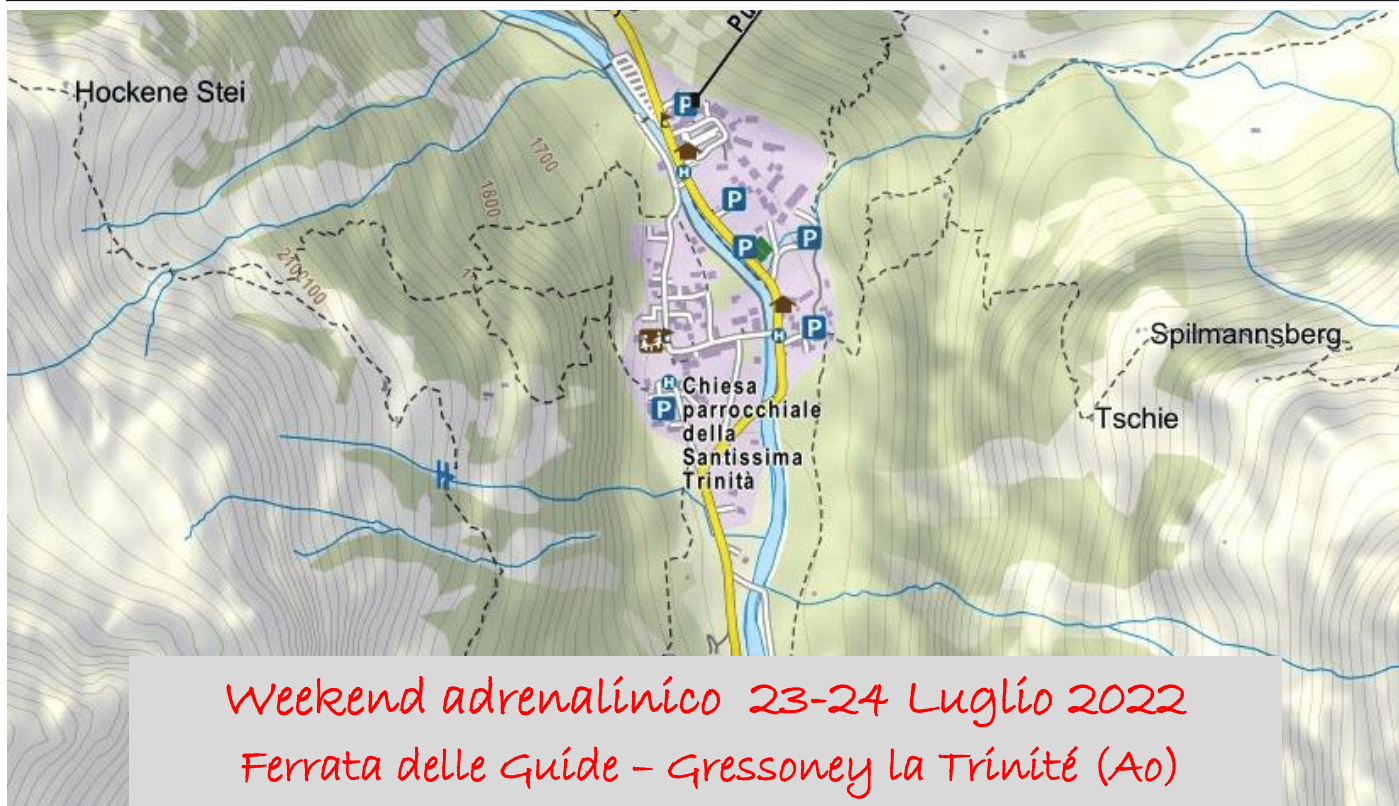 Hockene Stei
P
1700
1800
H
P
P
P
2100
P
H
Spilmannsberg
H
Chiesa
P
parrocchiale
della
Santissima
Trinità
Tschie
Weekend adrenalinico 23-24 Luglio 2022
Ferrata delle Guide – Gressoney la Trinité (Ao)